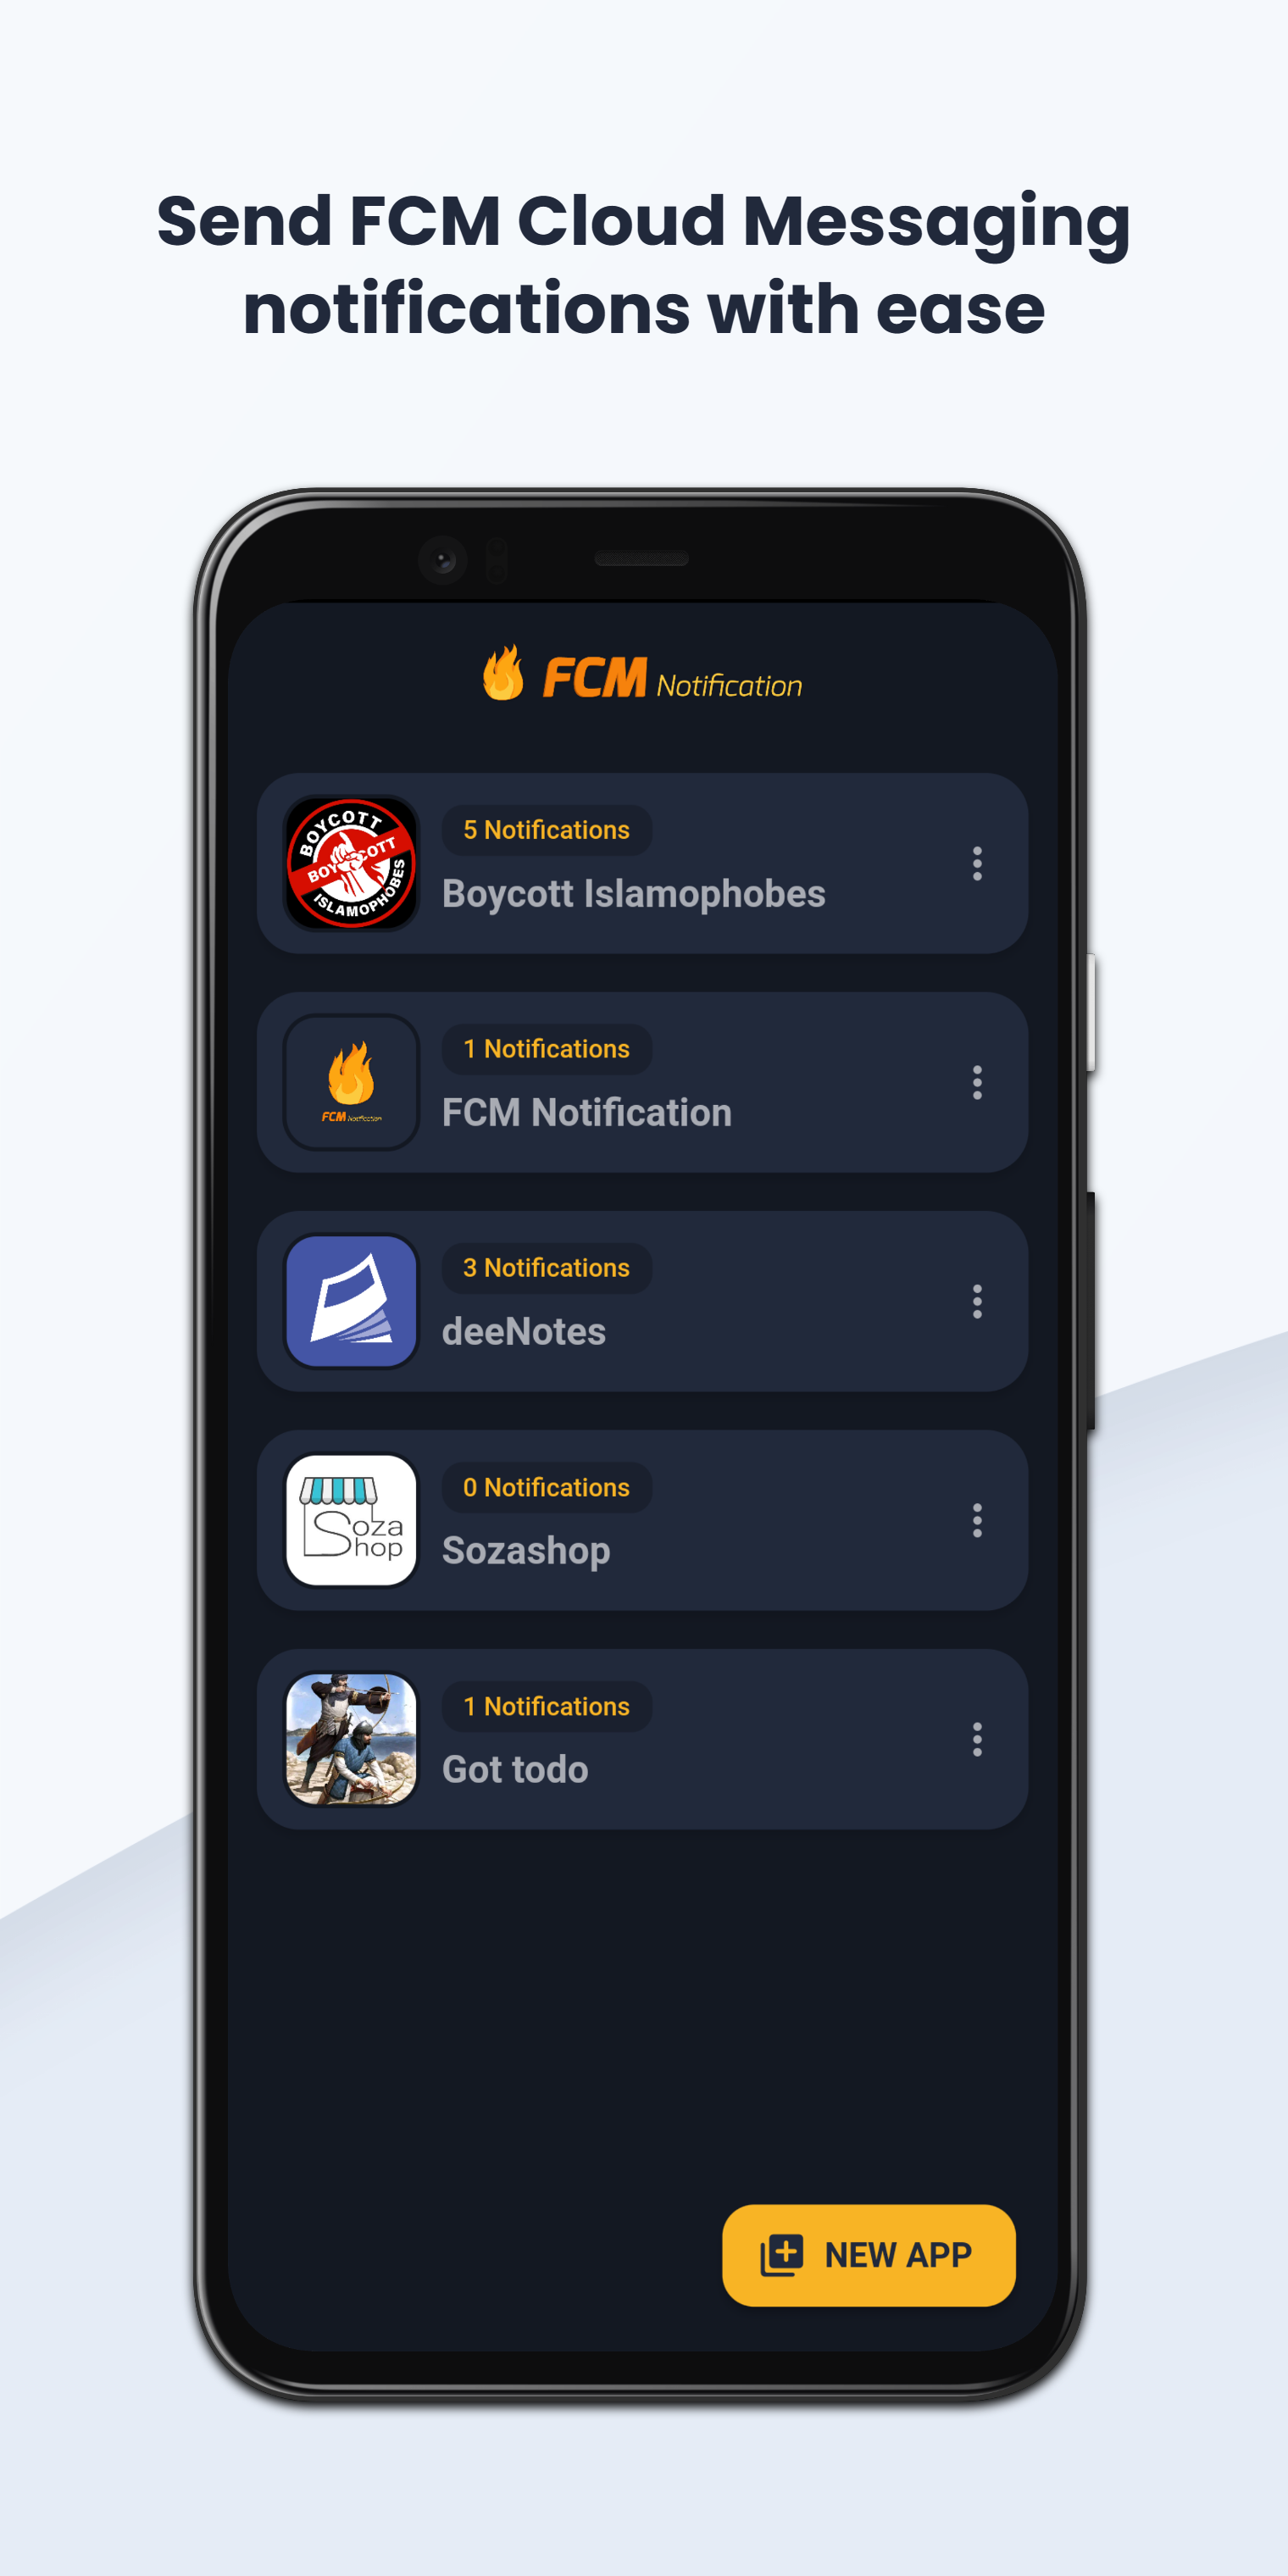 Send FCM Cloud Messaging
notifications with ease
FCM Notification
BOYCOTT
BOYCOTT
ISLAMOPHOBES
5 Notifications
Boycott Islamophobes
FCM Notification
1 Notifications
FCM Notification
3 Notifications
deeNotes
Soza
Shop
0 Notifications
Sozashop
1 Notifications
Got todo
NEW APP